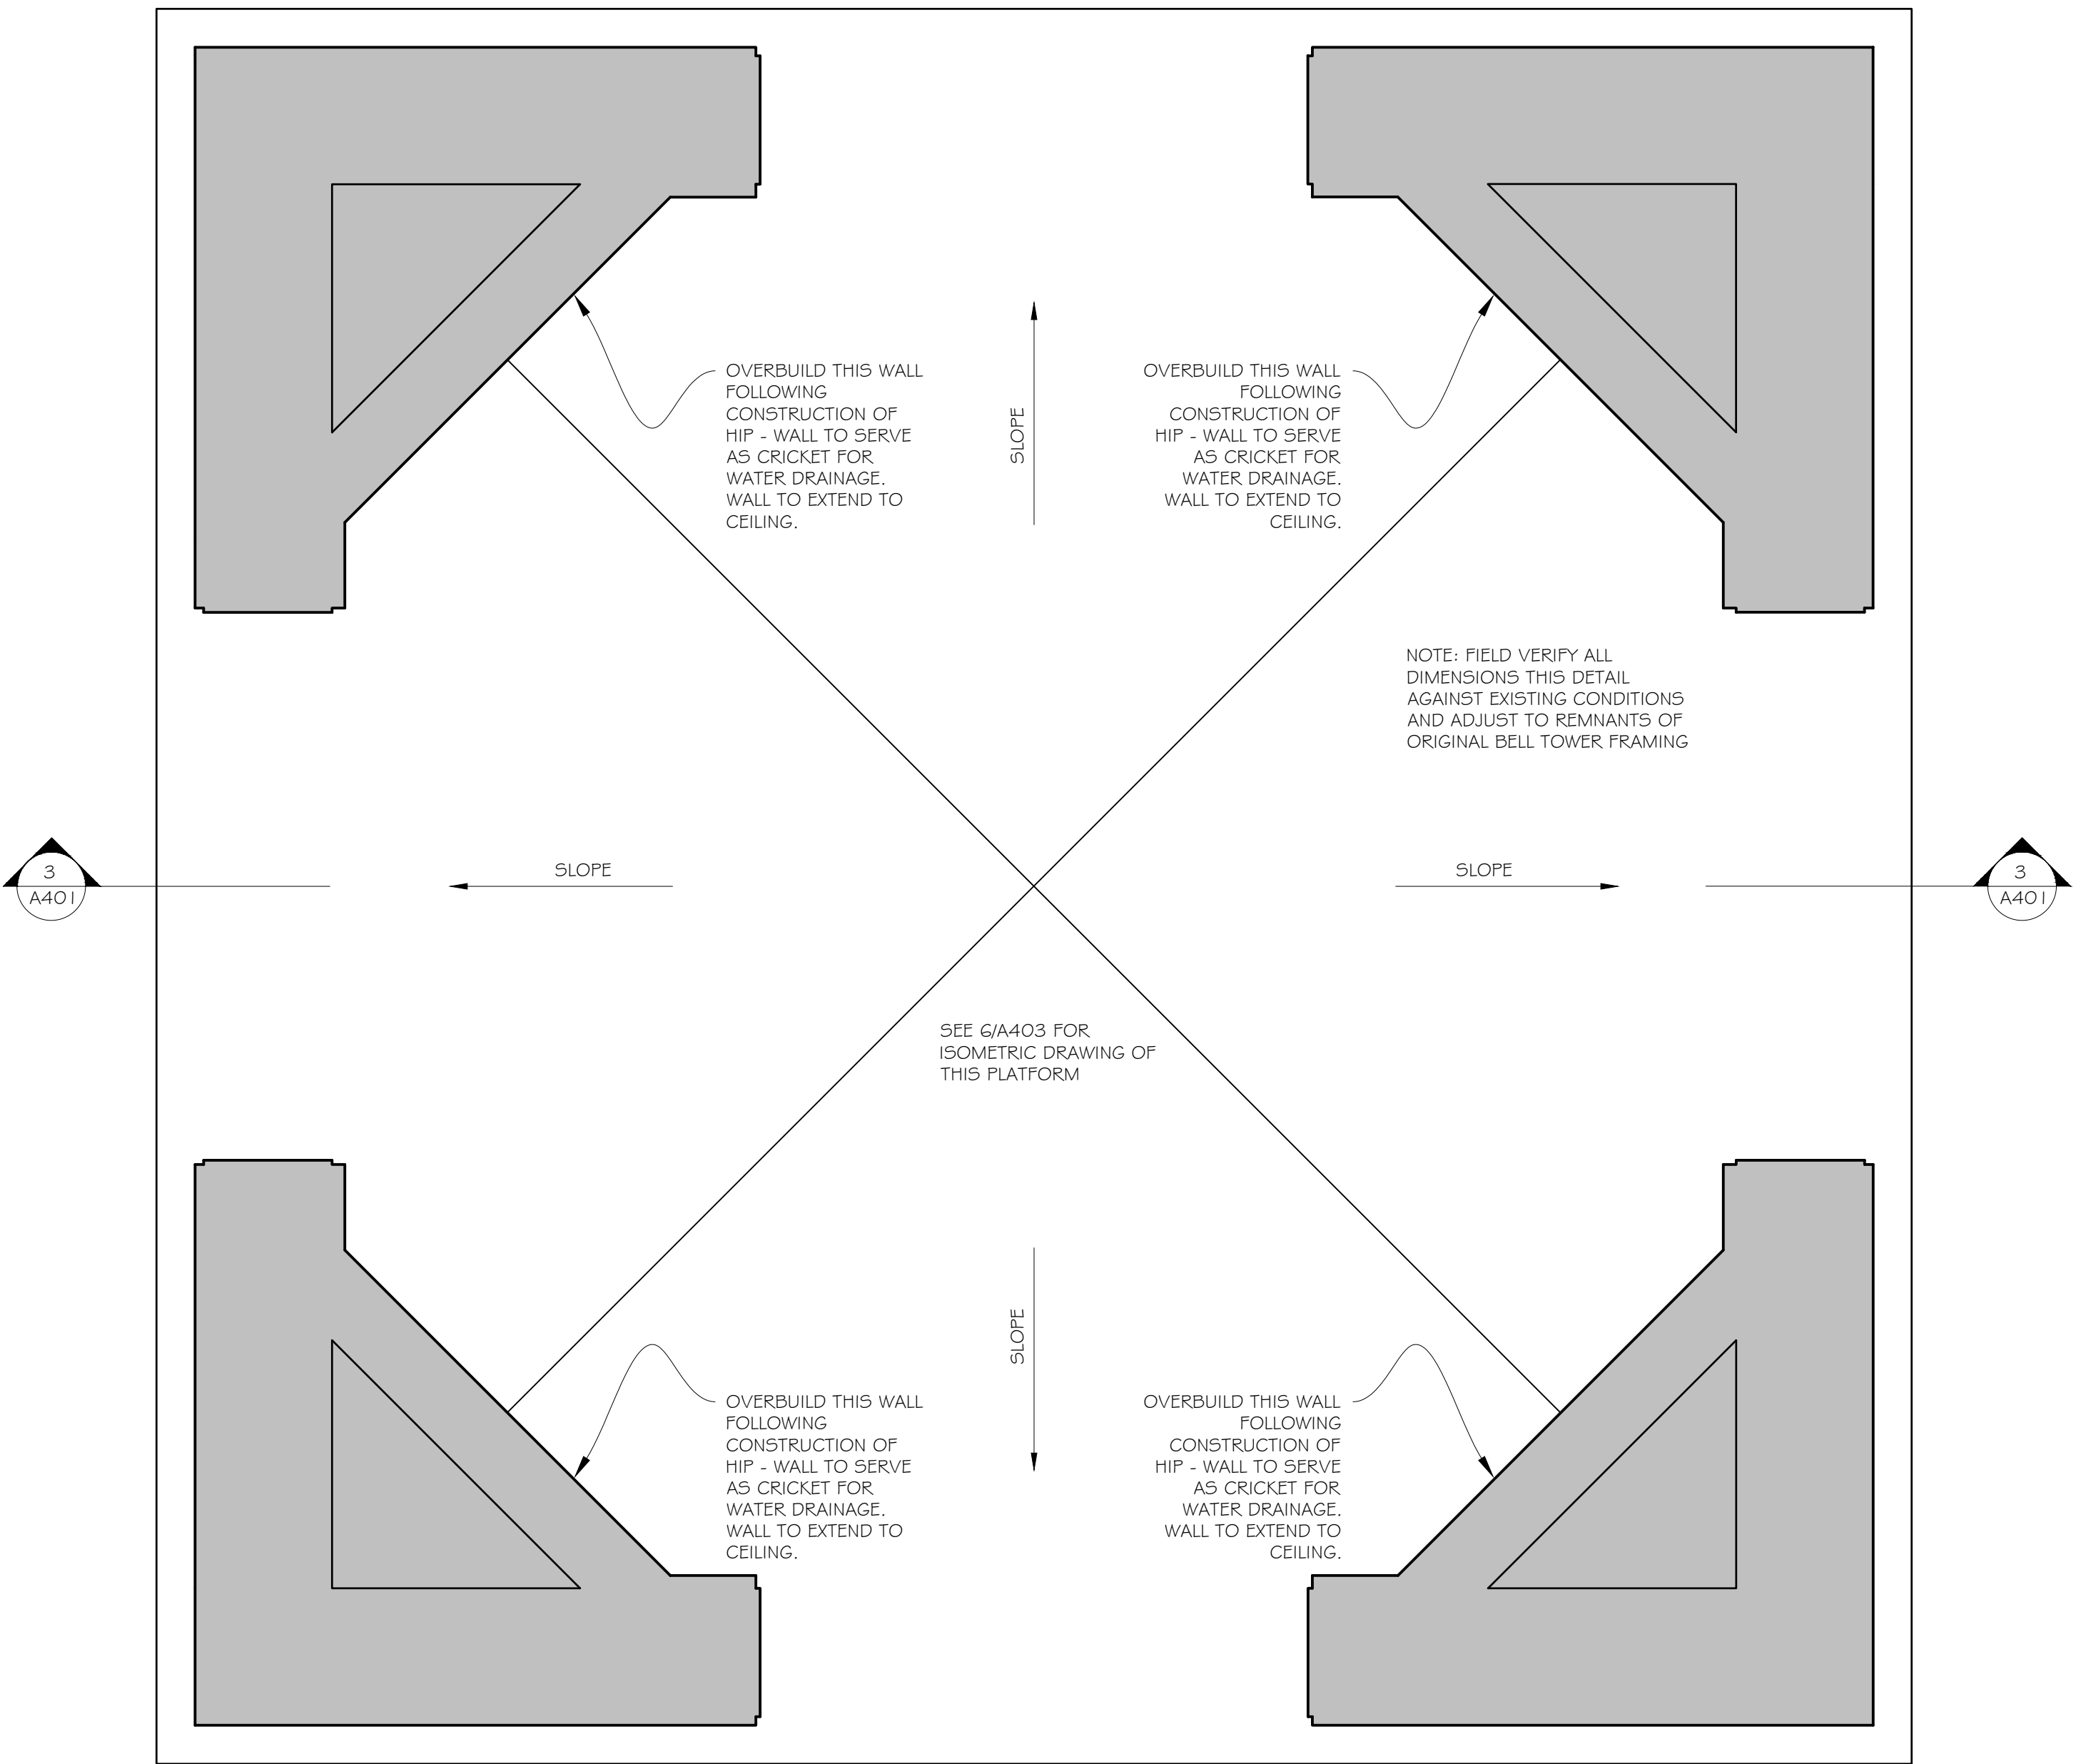 OVERBUILD THIS WALL
FOLLOWING
CONSTRUCTION OF
HIP - WALL TO SERVE
AS CRICKET FOR
WATER DRAINAGE.
WALL TO EXTEND TO
CEILING.
SLOPE
OVERBUILD THIS WALL
FOLLOWING
CONSTRUCTION OF
HIP - WALL TO SERVE
AS CRICKET FOR
WATER DRAINAGE.
WALL TO EXTEND TO
CEILING.
NOTE: FIELD VERIFY ALL
DIMENSIONS THIS DETAIL
AGAINST EXISTING CONDITIONS
AND ADJUST TO REMNANTS OF
ORIGINAL BELL TOWER FRAMING
3
A401
SLOPE
SLOPE
3
A401
SEE 6/A403 FOR
ISOMETRIC DRAWING OF
THIS PLATFORM
SLOPE
OVERBUILD THIS WALL
FOLLOWING
CONSTRUCTION OF
HIP - WALL TO SERVE
AS CRICKET FOR
WATER DRAINAGE.
WALL TO EXTEND TO
CEILING.
OVERBUILD THIS WALL
FOLLOWING
CONSTRUCTION OF
HIP - WALL TO SERVE
AS CRICKET FOR
WATER DRAINAGE.
WALL TO EXTEND TO
CEILING.